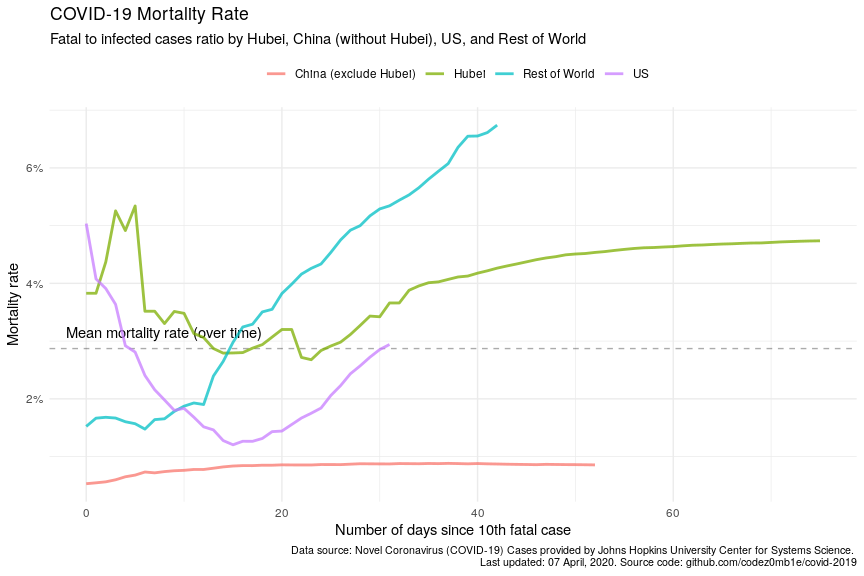 COVID-19 Mortality Rate
Fatal to infected cases ratio by Hubei, China (without Hubei), US, and Rest of World
China (exclude Hubei) Hubei Rest of World US
6%
4%
Mean mortality rate (over time)
2%
Mortality rate
0 20 40 60
Number of days since 10th fatal case
Data source: Novel Coronavirus (COVID-19) Cases provided by Johns Hopkins University Center for Systems Science.
Last updated: 07 April, 2020. Source code: github.com/codez0mb1e/covid-2019